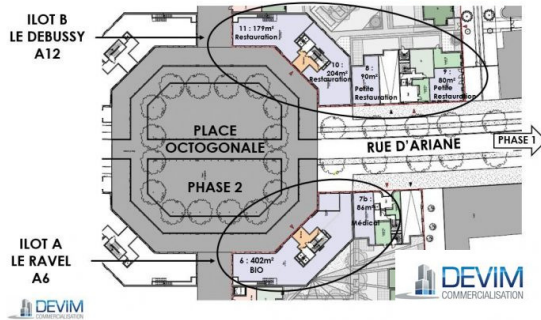 ILOT B
LE DEBUSSY
A12
11 : 179m²
Restauration
10 :
204m²
Restauration
8 :
90m²
Petite
Restauration
9 :
80m²
Petite
Restauration
PLACE
OCTOGONALE
RUE D'ARIANE
PHASE 1
PHASE 2
ILOT A
LE RAVEL
A6
7b :
86m²
Médical
6 : 402m²
BIO
DEVIM
COMMERCIALISATION
DEVIM
COMMERCIALISATION